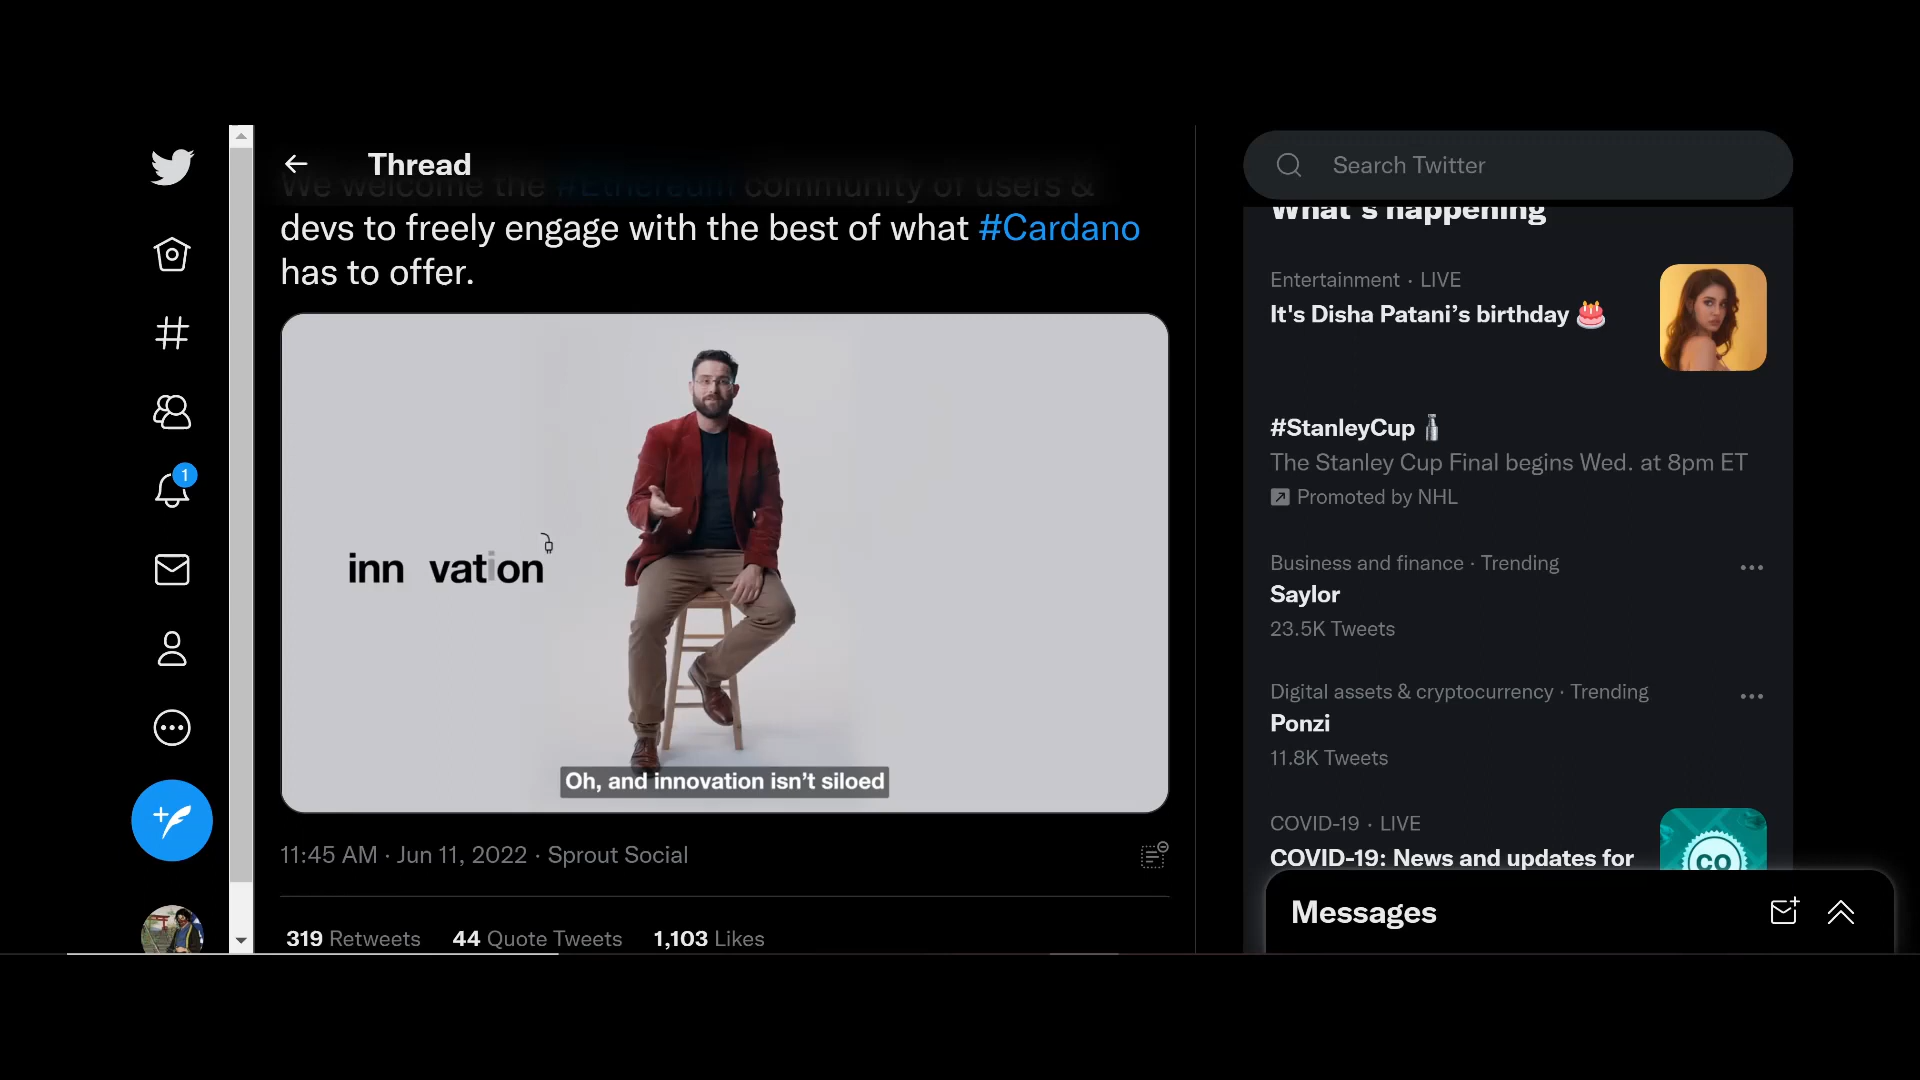 Thread
We welcome the #Ethereum community of users &
devs to freely engage with the best of what #Cardano
has to offer.
inn vation
Oh, and innovation isn't siloed
11:45 AM · Jun 11, 2022 · Sprout Social
319 Retweets 44 Quote Tweets 1,103 Likes
1
Search Twitter
What's happening
Entertainment · LIVE
It's Disha Patani's birthday 🎂
#StanleyCup
The Stanley Cup Final begins Wed. at 8pm ET
Promoted by NHL
Business and finance · Trending
Saylor
23.5K Tweets
Digital assets & cryptocurrency · Trending
Ponzi
11.8K Tweets
COVID-19 · LIVE
COVID-19: News and updates for
CO
Messages